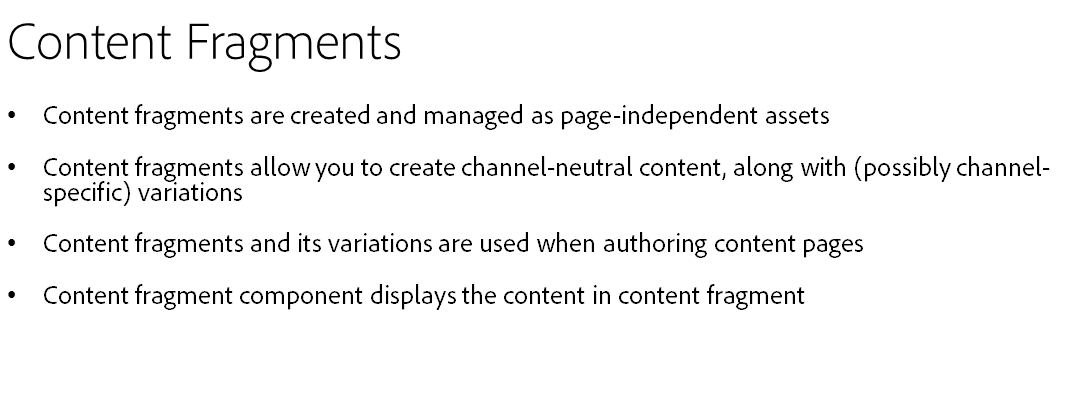 Content Fragments
• Content fragments are created and managed as page-independent assets
• Content fragments allow you to create channel-neutral content, along with (possibly channel-
specific) variations
• Content fragments and its variations are used when authoring content pages
• Content fragment component displays the content in content fragment